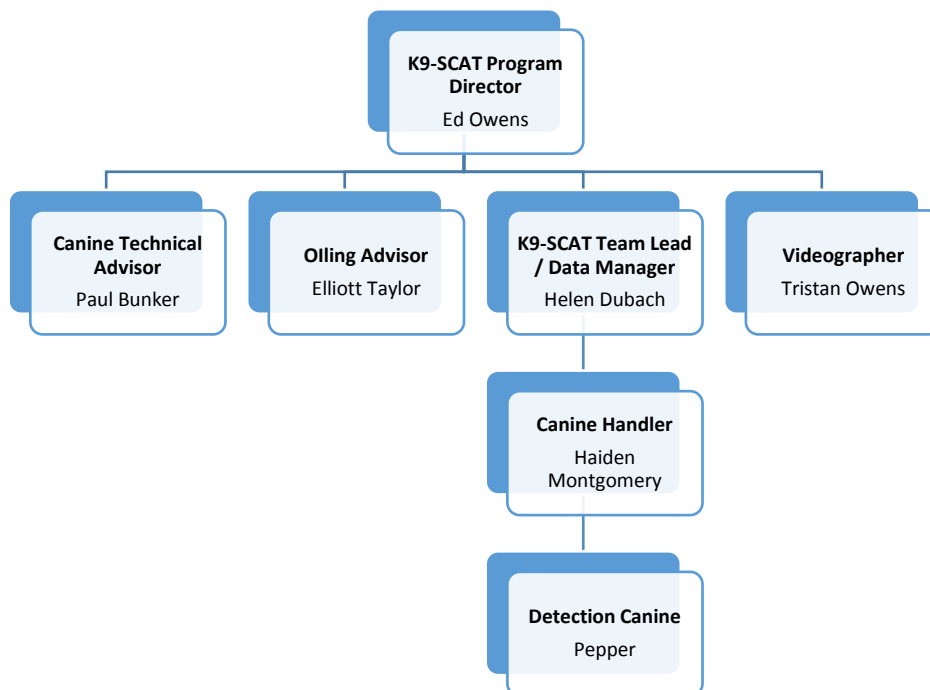 K9-SCAT Program
Director
Ed Owens
Canine Technical
Advisor
Paul Bunker
OIling Advisor
Elliott Taylor
K9-SCAT Team Lead
/ Data Manager
Helen Dubach
Videographer
Tristan Owens
Canine Handler
Haiden
Montgomery
Detection Canine
Pepper